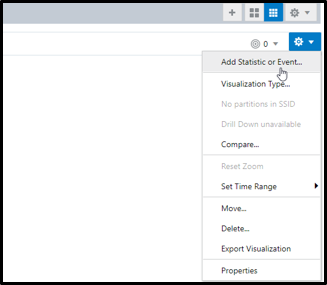 0
Add Statistic or Event...
Visualization Type...
No partitions in SSID
Drill Down unavailable
Compare...
Reset Zoom
Set Time Range
Move...
Delete...
Export Visualization
Properties